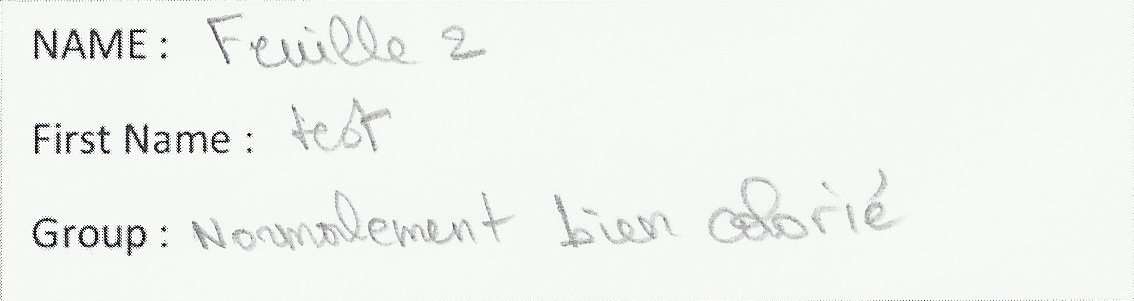 NAME : Feuille 2
First Name : test
Group : Normalement bien colorié